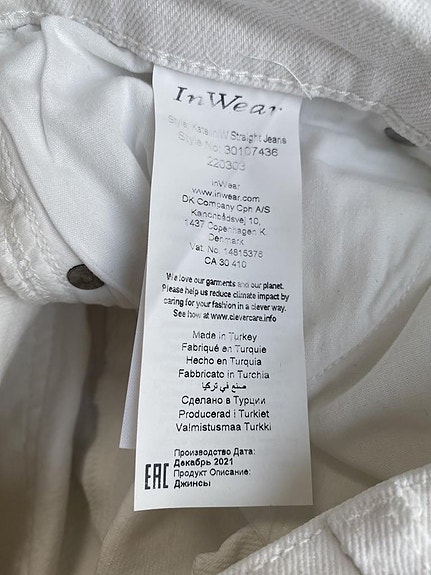 InWear
Style: KatelinIW Straight Jeans
Style No: 30107436
220303
InWear
www.inwear.com
DK Company Cph A/S
Kanonbådsvej 10,
1437 Copenhagen K
Denmark
Vat. No: 14815376
CA 30 410
We love our garments and our planet.
Please help us reduce climate impact by
caring for your fashion in a clever way.
See how at www.clevercare.info
Made in Turkey
Fabriqué en Turquie
Hecho en Turquia
Fabbricato in Turchia
صنع في تركيا
Сделано в Турции
Producerad i Turkiet
Valmistusmaa Turkki
Производство Дата:
Декабрь 2021
EAC Продукт Описание:
Джинсы